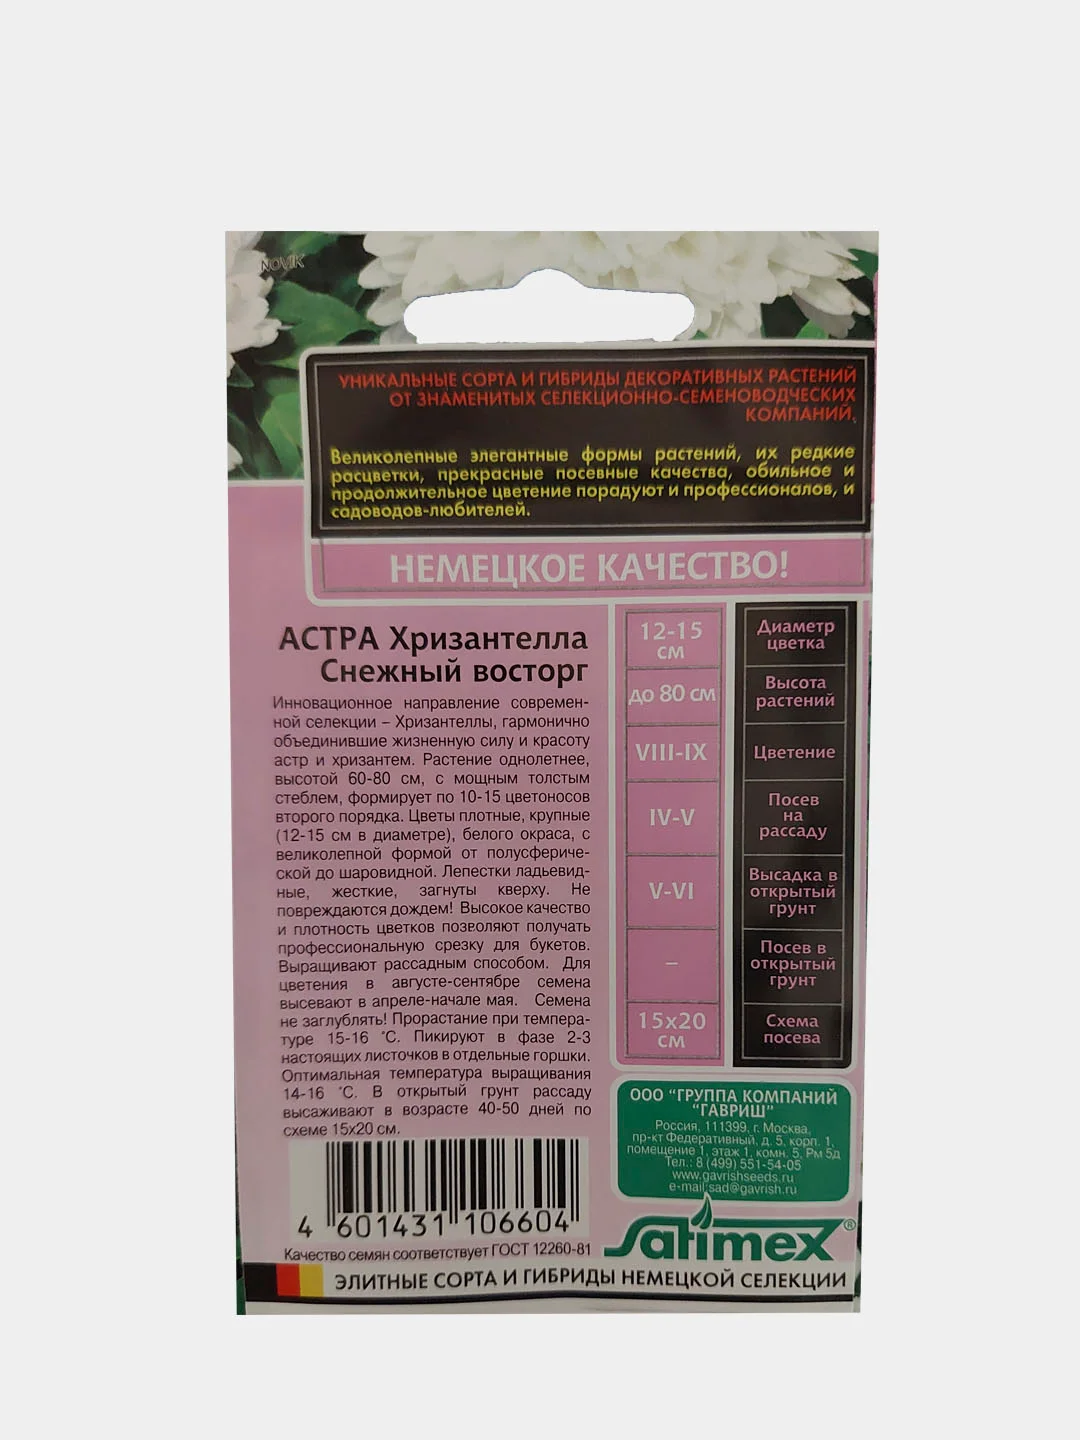 NOVIK
УНИКАЛЬНЫЕ СОРТА И ГИБРИДЫ ДЕКОРАТИВНЫХ РАСТЕНИЙ
ОТ ЗНАМЕНИТЫХ СЕЛЕКЦИОННО-СЕМЕНОВОДЧЕСКИХ
КОМПАНИЙ.
Великолепные элегантные формы растений, их редкие
расцветки, прекрасные посевные качества, обильное и
продолжительное цветение порадуют и профессионалов, и
садоводов-любителей.
НЕМЕЦКОЕ КАЧЕСТВО!
АСТРА Хризантелла
Снежный восторг
Инновационное направление современ-
ной селекции – Хризантеллы, гармонично
объединившие жизненную силу и красоту
астр и хризантем. Растение однолетнее,
высотой 60-80 см, с мощным толстым
стеблем, формирует по 10-15 цветоносов
второго порядка. Цветы плотные, крупные
(12-15 см в диаметре), белого окраса, с
великолепной формой от полусфериче-
ской до шаровидной. Лепестки ладьевид-
ные, жесткие, загнуты кверху. Не
повреждаются дождем! Высокое качество
и плотность цветков позволяют получать
профессиональную срезку для букетов.
Выращивают рассадным способом. Для
цветения в августе-сентябре семена
высевают в апреле-начале мая. Семена
не заглублять! Прорастание при темпера-
туре 15-16 °С. Пикируют в фазе 2-3
настоящих листочков в отдельные горшки.
Оптимальная температура выращивания
14-16 °С. В открытый грунт рассаду
высаживают в возрасте 40-50 дней по
схеме 15х20 см.
12-15
см
Диаметр
цветка
до 80 см
Высота
растений
VIII-IX
Цветение
IV-V
Посев
на
рассаду
V-VI
Высадка в
открытый
грунт
–
Посев в
открытый
грунт
15х20
см
Схема
посева
ООО "ГРУППА КОМПАНИЙ
"ГАВРИШ"
Россия, 111399, г. Москва,
пр-кт Федеративный, д. 5, корп. 1,
помещение 1, этаж 1, комн. 5, Рм 5д
Тел.: 8 (499) 551-54-05
www.gavrishseeds.ru
e-mail:sad@gavrish.ru
4 601431 106604
Качество семян соответствует ГОСТ 12260-81
Satimex®
ЭЛИТНЫЕ СОРТА И ГИБРИДЫ НЕМЕЦКОЙ СЕЛЕКЦИИ